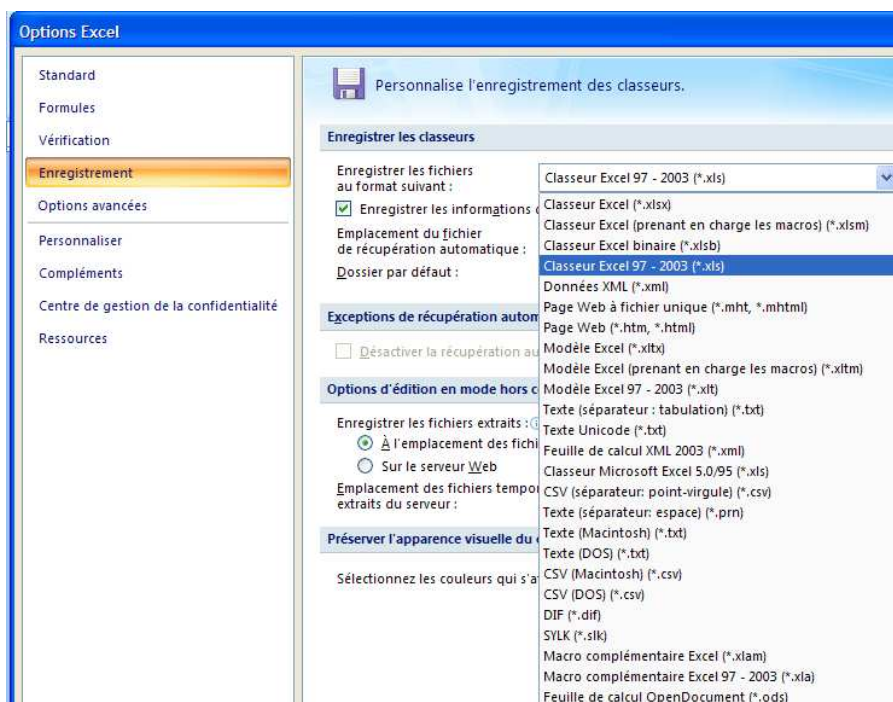 Options Excel
Standard
Formules
Vérification
Enregistrement
Options avancées
Personnaliser
Compléments
Centre de gestion de la confidentialité
Ressources
Personnalise l'enregistrement des classeurs.
Enregistrer les classeurs
Enregistrer les fichiers
au format suivant :
Classeur Excel 97 - 2003 (*.xls)
Enregistrer les informations
Emplacement du fichier
de récupération automatique :
Dossier par défaut :
Exceptions de récupération autom
Désactiver la récupération au
Options d'édition en mode hors c
Enregistrer les fichiers extraits :
À l'emplacement des fichi
Sur le serveur Web
Emplacement des fichiers tempor
extraits du serveur :
Préserver l'apparence visuelle du
Sélectionnez les couleurs qui s'a
Classeur Excel (*.xlsx)
Classeur Excel (prenant en charge les macros) (*.xlsm)
Classeur Excel binaire (*.xlsb)
Classeur Excel 97 - 2003 (*.xls)
Données XML (*.xml)
Page Web à fichier unique (*.mht, *.mhtml)
Page Web (*.htm, *.html)
Modèle Excel (*.xltx)
Modèle Excel (prenant en charge les macros) (*.xltm)
Modèle Excel 97 - 2003 (*.xlt)
Texte (séparateur : tabulation) (*.txt)
Texte Unicode (*.txt)
Feuille de calcul XML 2003 (*.xml)
Classeur Microsoft Excel 5.0/95 (*.xls)
CSV (séparateur: point-virgule) (*.csv)
Texte (séparateur: espace) (*.prn)
Texte (Macintosh) (*.txt)
Texte (DOS) (*.txt)
CSV (Macintosh) (*.csv)
CSV (DOS) (*.csv)
DIF (*.dif)
SYLK (*.slk)
Macro complémentaire Excel (*.xlam)
Macro complémentaire Excel 97 - 2003 (*.xla)
Feuille de calcul OpenDocument (*.ods)